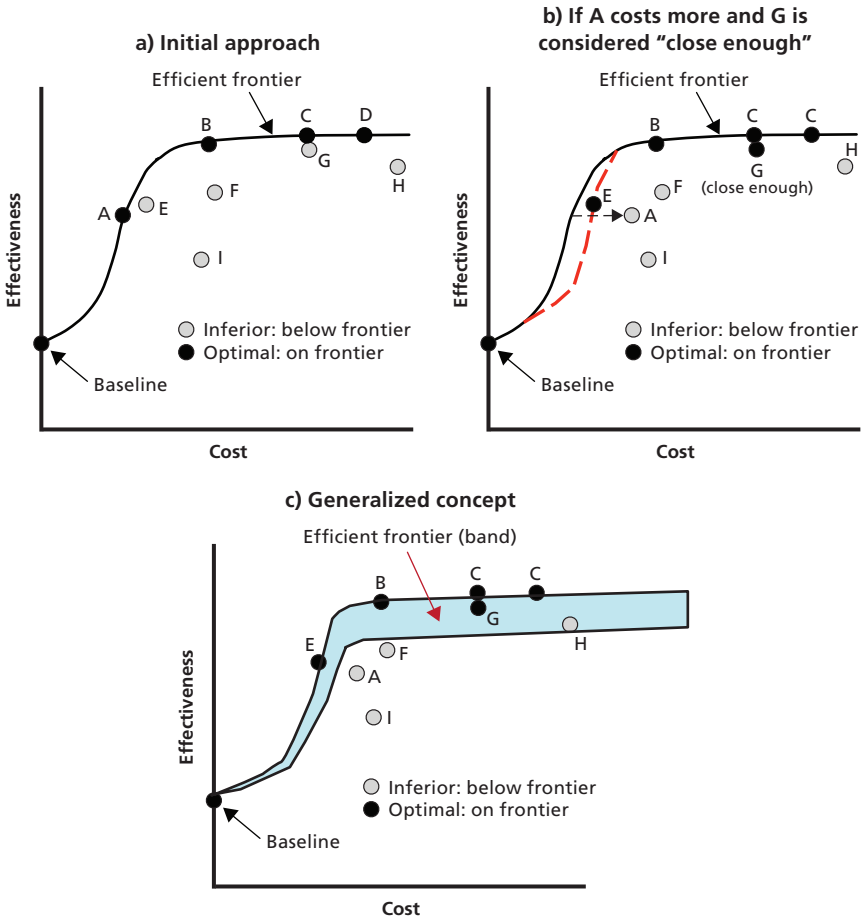 a) Initial approach
Efficient frontier
A
B
C
D
E
F
G
H
I
Effectiveness
Inferior: below frontier
Optimal: on frontier
Baseline
Cost
b) If A costs more and G is
considered “close enough”
Efficient frontier
B
C
C
H
G
(close enough)
E
F
A
I
Effectiveness
Inferior: below frontier
Optimal: on frontier
Baseline
Cost
c) Generalized concept
Efficient frontier (band)
B
C
C
G
H
E
F
A
I
Effectiveness
Inferior: below frontier
Optimal: on frontier
Baseline
Cost